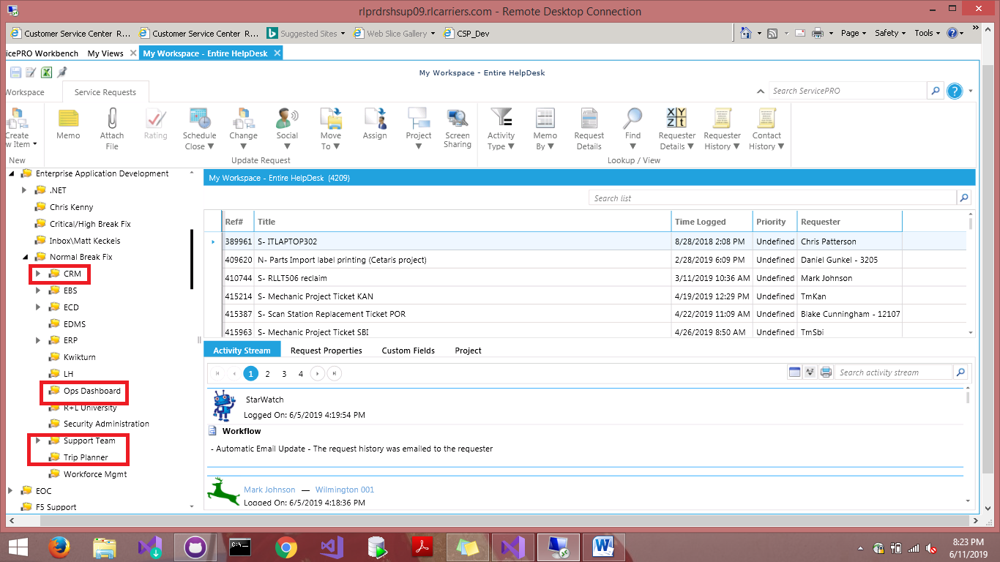 rlprdrshsup09.rlcarriers.com - Remote Desktop Connection
Customer Service Center R... Customer Service Center R... Suggested Sites Web Slice Gallery CSP_Dev Page Safety Tools
icePRO Workbench My Views My Workspace - Entire HelpDesk
My Workspace - Entire HelpDesk
Workspace Service Requests Search ServicePRO
Create
w Item
New
Memo
Attach
File
Rating
Schedule
Close
Change
Social
Move
To
Assign
Project
Screen
Sharing
Update Request
Activity
Type
Memo
By
Request
Details
Find
Requester
Details
Requester
History
Contact
History
Lookup / View
Enterprise Application Development
.NET
Chris Kenny
Critical/High Break Fix
Inbox\Matt Keckeis
Normal Break Fix
CRM
EBS
ECD
EDMS
ERP
Kwikturn
LH
Ops Dashboard
R+L University
Security Administration
Support Team
Trip Planner
Workforce Mgmt
EOC
F5 Support
My Workspace - Entire HelpDesk (4209)
Search list
Ref# Title Time Logged Priority Requester
389961 S- ITLAPTOP302 8/28/2018 2:08 PM Undefined Chris Patterson
409620 N- Parts Import label printing (Cetaris project) 2/28/2019 6:09 PM Undefined Daniel Gunkel - 3205
410744 S- RLLT506 reclaim 3/11/2019 10:36 AM Undefined Mark Johnson
415214 S- Mechanic Project Ticket KAN 4/19/2019 12:29 PM Undefined TmKan
415387 S- Scan Station Replacement Ticket POR 4/22/2019 11:09 AM Undefined Blake Cunningham - 12107
415963 S- Mechanic Project Ticket SBI 4/26/2019 8:50 AM Undefined TmSbi
Activity Stream Request Properties Custom Fields Project
1 2 3 4 Search activity stream
StarWatch
Logged On: 6/5/2019 4:19:54 PM
Workflow
- Automatic Email Update - The request history was emailed to the requester
Mark Johnson — Wilmington 001
Logged On: 6/5/2019 4:18:36 PM
8:23 PM
6/11/2019